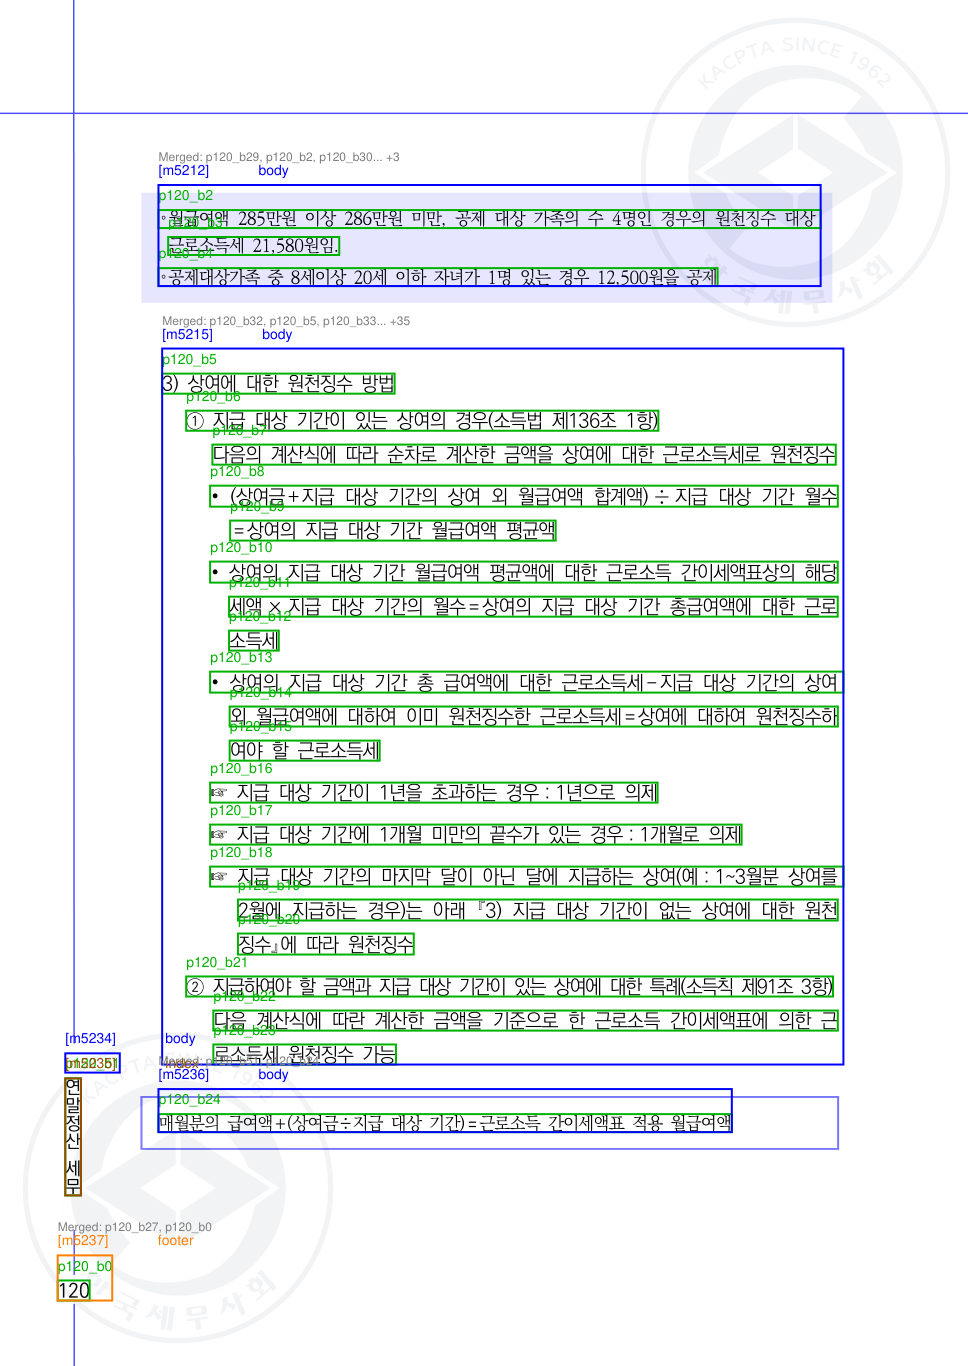 Merged: p120_b29, p120_b2, p120_b30... +3
[m5212] body
p120_b2
◦월급여액 285만원 이상 286만원 미만, 공제 대상 가족의 수 4명인 경우의 원천징수 대상
p120_b3
근로소득세 21,580원임.
p120_b4
◦공제대상가족 중 8세이상 20세 이하 자녀가 1명 있는 경우 12,500원을 공제
Merged: p120_b32, p120_b5, p120_b33... +35
[m5215] body
p120_b5
3) 상여에 대한 원천징수 방법
p120_b6
① 지급 대상 기간이 있는 상여의 경우(소득법 제136조 1항)
p120_b7
다음의 계산식에 따라 순차로 계산한 금액을 상여에 대한 근로소득세로 원천징수
p120_b8
• (상여금+지급 대상 기간의 상여 외 월급여액 합계액)÷지급 대상 기간 월수
p120_b9
=상여의 지급 대상 기간 월급여액 평균액
p120_b10
• 상여의 지급 대상 기간 월급여액 평균액에 대한 근로소득 간이세액표상의 해당
p120_b11
세액×지급 대상 기간의 월수=상여의 지급 대상 기간 총급여액에 대한 근로
p120_b12
소득세
p120_b13
• 상여의 지급 대상 기간 총 급여액에 대한 근로소득세-지급 대상 기간의 상여
p120_b14
외 월급여액에 대하여 이미 원천징수한 근로소득세=상여에 대하여 원천징수하
p120_b15
여야 할 근로소득세
p120_b16
☞ 지급 대상 기간이 1년을 초과하는 경우 : 1년으로 의제
p120_b17
☞ 지급 대상 기간에 1개월 미만의 끝수가 있는 경우 : 1개월로 의제
p120_b18
☞ 지급 대상 기간의 마지막 달이 아닌 달에 지급하는 상여(예 : 1~3월분 상여를
p120_b19
2월에 지급하는 경우)는 아래 『3) 지급 대상 기간이 없는 상여에 대한 원천
p120_b20
징수』에 따라 원천징수
p120_b21
② 지급하여야 할 금액과 지급 대상 기간이 있는 상여에 대한 특례(소득칙 제91조 3항)
p120_b22
다음 계산식에 따란 계산한 금액을 기준으로 한 근로소득 간이세액표에 의한 근
p120_b23
로소득세 원천징수 가능
[m5234] body
[m5235] index
연말정산 세무
[m5236] body
p120_b24
매월분의 급여액+(상여금÷지급 대상 기간)=근로소득 간이세액표 적용 월급여액
Merged: p120_b27, p120_b0
[m5237] footer
p120_b0
120
KACPTA SINCE 1962
한국세무사회